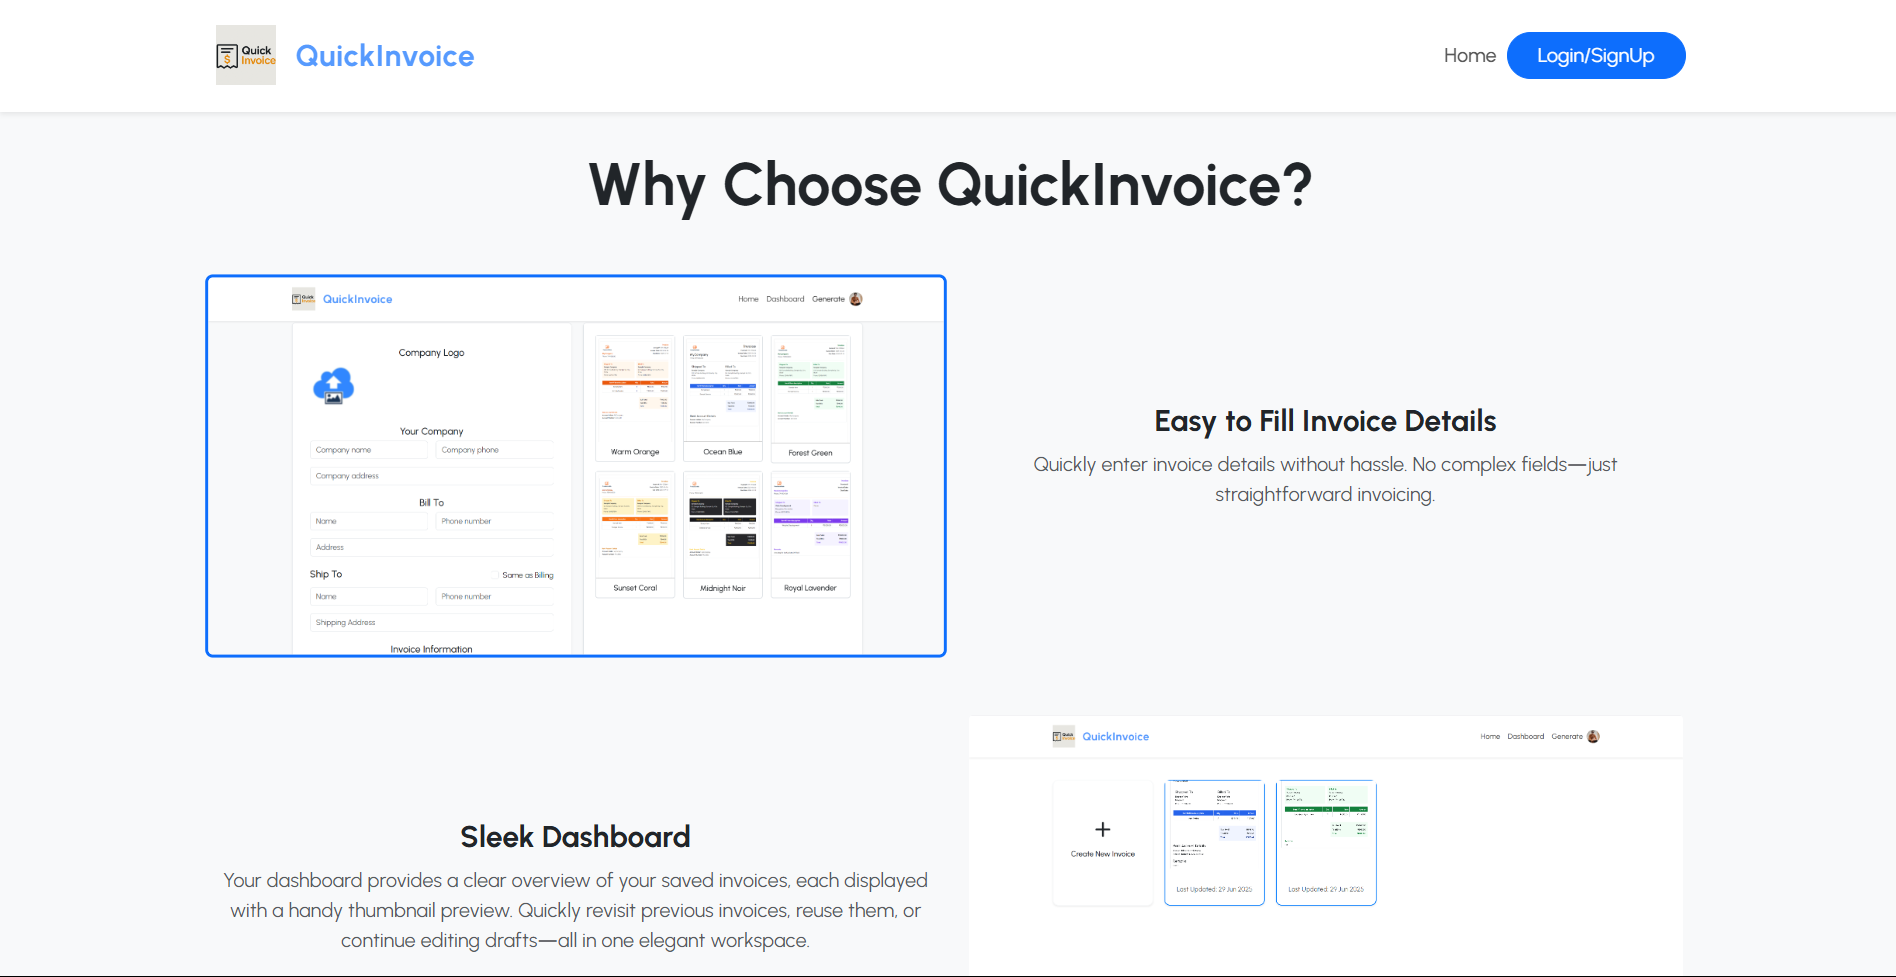 Quick
Invoice
QuickInvoice
Home
Login/SignUp
Why Choose QuickInvoice?
QuickInvoice
Home
Dashboard
Generate
Company Logo
Your Company
Company name
Company phone
Company address
Bill To
Name
Phone number
Address
Ship To
Same as Billing
Name
Phone number
Shipping Address
Invoice Information
Warm Orange
Ocean Blue
Forest Green
Sunset Coral
Midnight Noir
Royal Lavender
Easy to Fill Invoice Details
Quickly enter invoice details without hassle. No complex fields—just
straightforward invoicing.
Sleek Dashboard
Your dashboard provides a clear overview of your saved invoices, each displayed
with a handy thumbnail preview. Quickly revisit previous invoices, reuse them, or
continue editing drafts—all in one elegant workspace.
QuickInvoice
Home
Dashboard
Generate
Create New Invoice
Last Updated: 29 Jun 2025
Last Updated: 29 Jun 2025